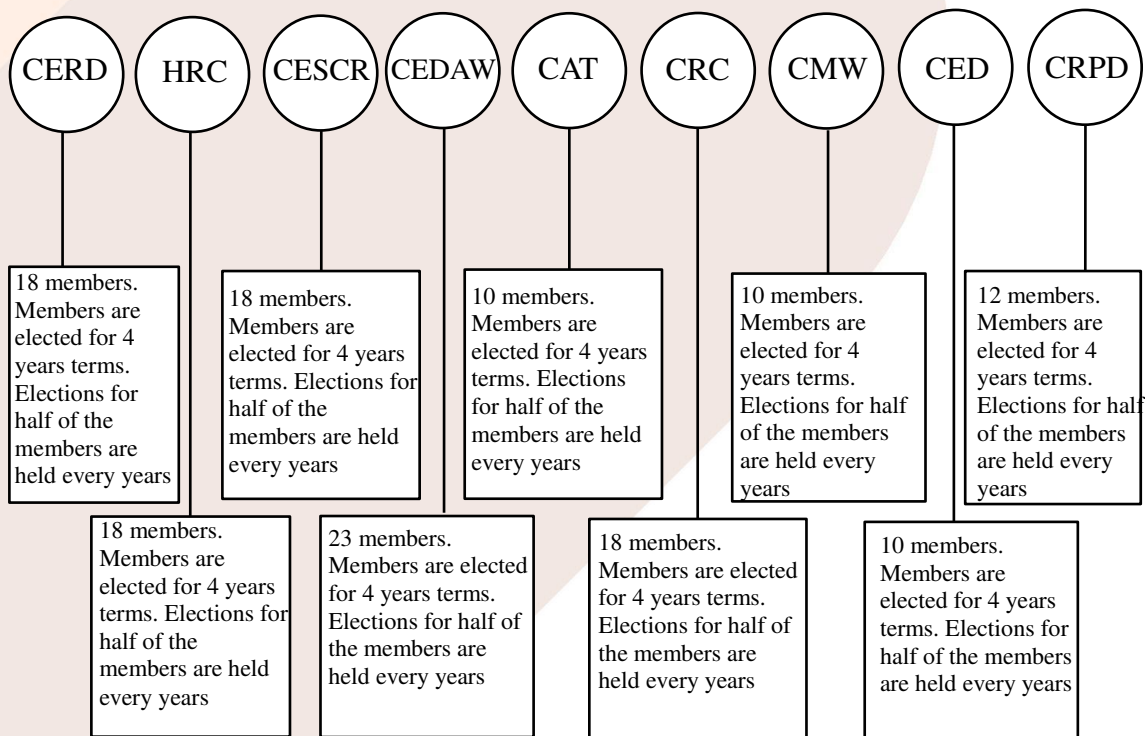 CERD
HRC
CESCR
CEDAW
CAT
CRC
CMW
CED
CRPD
18 members.
Members are
elected for 4
years terms.
Elections for
half of the
members are
held every years
18 members.
Members are
elected for 4 years
terms. Elections for
half of the
members are held
every years
18 members.
Members are
elected for 4 years
terms. Elections for
half of the
members are held
every years
23 members.
Members are elected
for 4 years terms.
Elections for half of
the members are
held every years
10 members.
Members are
elected for 4 years
terms. Elections
for half of the
members are held
every years
18 members.
Members are elected
for 4 years terms.
Elections for half of
the members are
held every years
10 members.
Members are
elected for 4
years terms.
Elections for half
of the members
are held every
years
10 members.
Members are
elected for 4 years
terms. Elections for
half of the members
are held every years
12 members.
Members are
elected for 4
years terms.
Elections for half
of the members
are held every
years